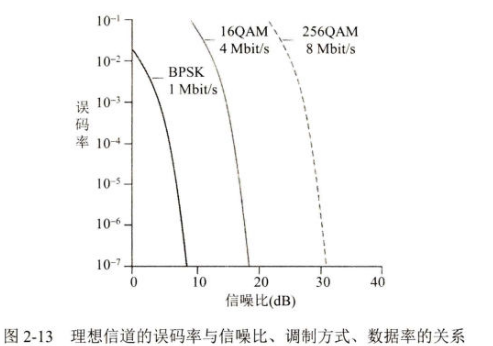 10⁻¹
10⁻²
10⁻³
10⁻⁴
10⁻⁵
10⁻⁶
10⁻⁷
误码率
BPSK
1 Mbit/s
16QAM
4 Mbit/s
256QAM
8 Mbit/s
0 10 20 30 40
信噪比(dB)
图 2-13 理想信道的误码率与信噪比、调制方式、数据率的关系